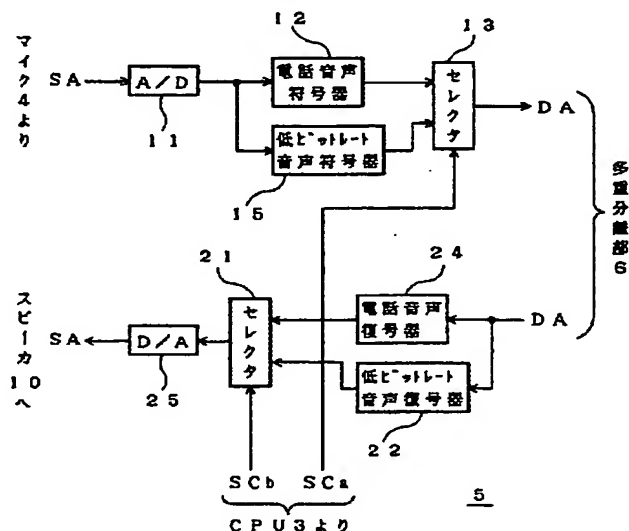 マイク4より
SA
A/D
11
12
電話音声
符号器
低ビットレート
音声符号器
15
13
セレクタ
DA
多重分離部6
スピーカ10へ
SA
D/A
25
21
セレクタ
24
電話音声
復号器
DA
低ビットレート
音声復号器
22
SCb
SCa
CPU3より
5